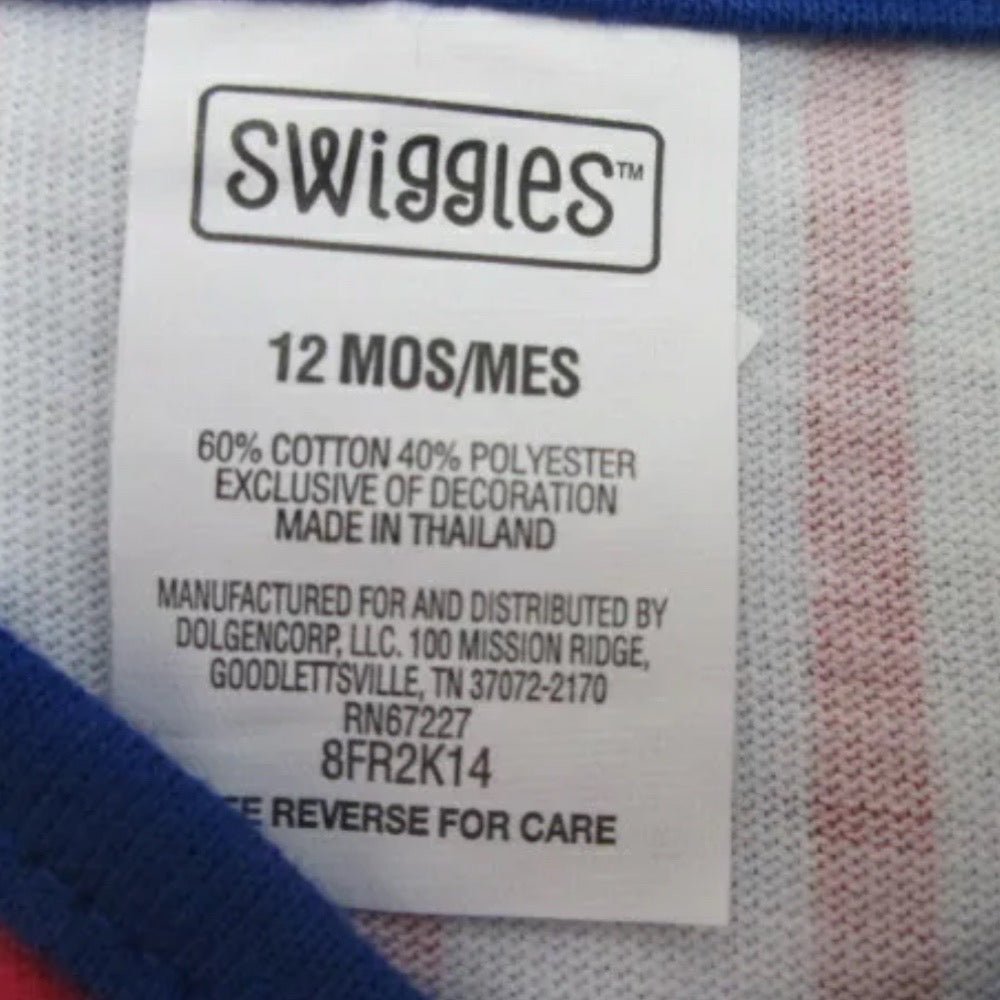 SWiggles™
12 MOS/MES
60% COTTON 40% POLYESTER
EXCLUSIVE OF DECORATION
MADE IN THAILAND
MANUFACTURED FOR AND DISTRIBUTED BY
DOLGENCORP, LLC. 100 MISSION RIDGE,
GOODLETTSVILLE, TN 37072-2170
RN67227
8FR2K14
REVERSE FOR CARE